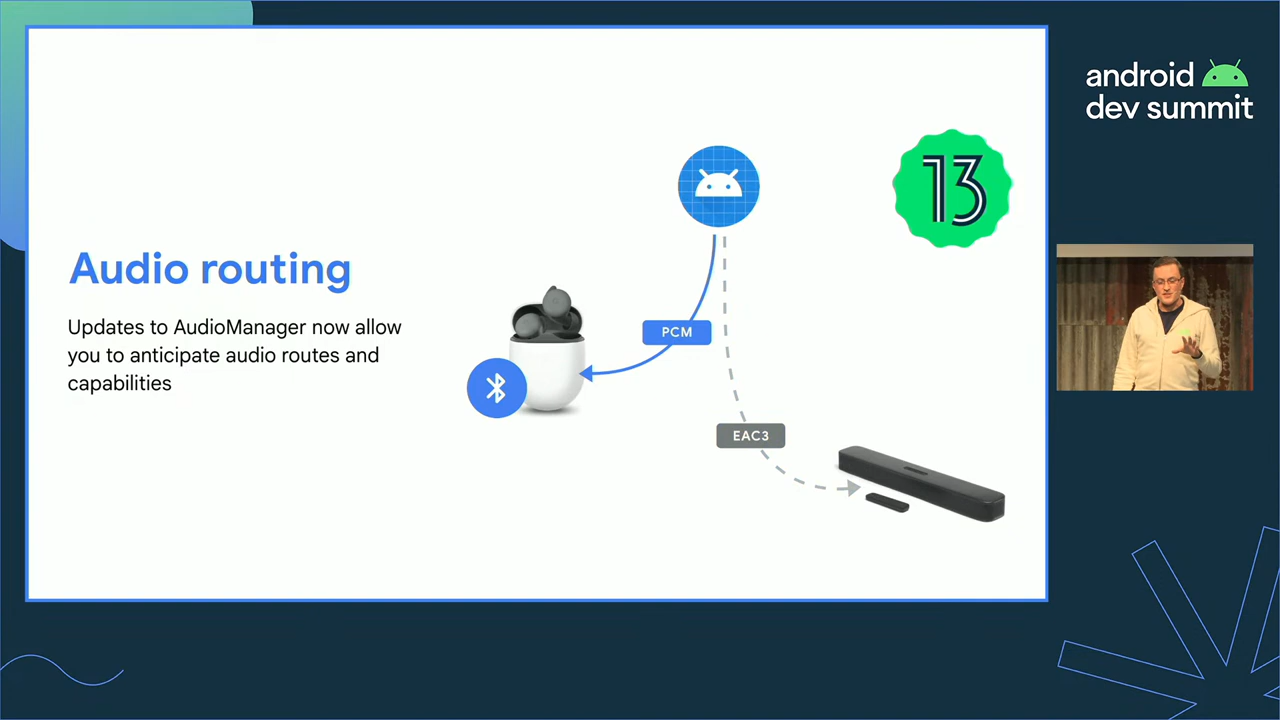 Audio routing
Updates to AudioManager now allow
you to anticipate audio routes and
capabilities
PCM
EAC3
13
android
dev summit